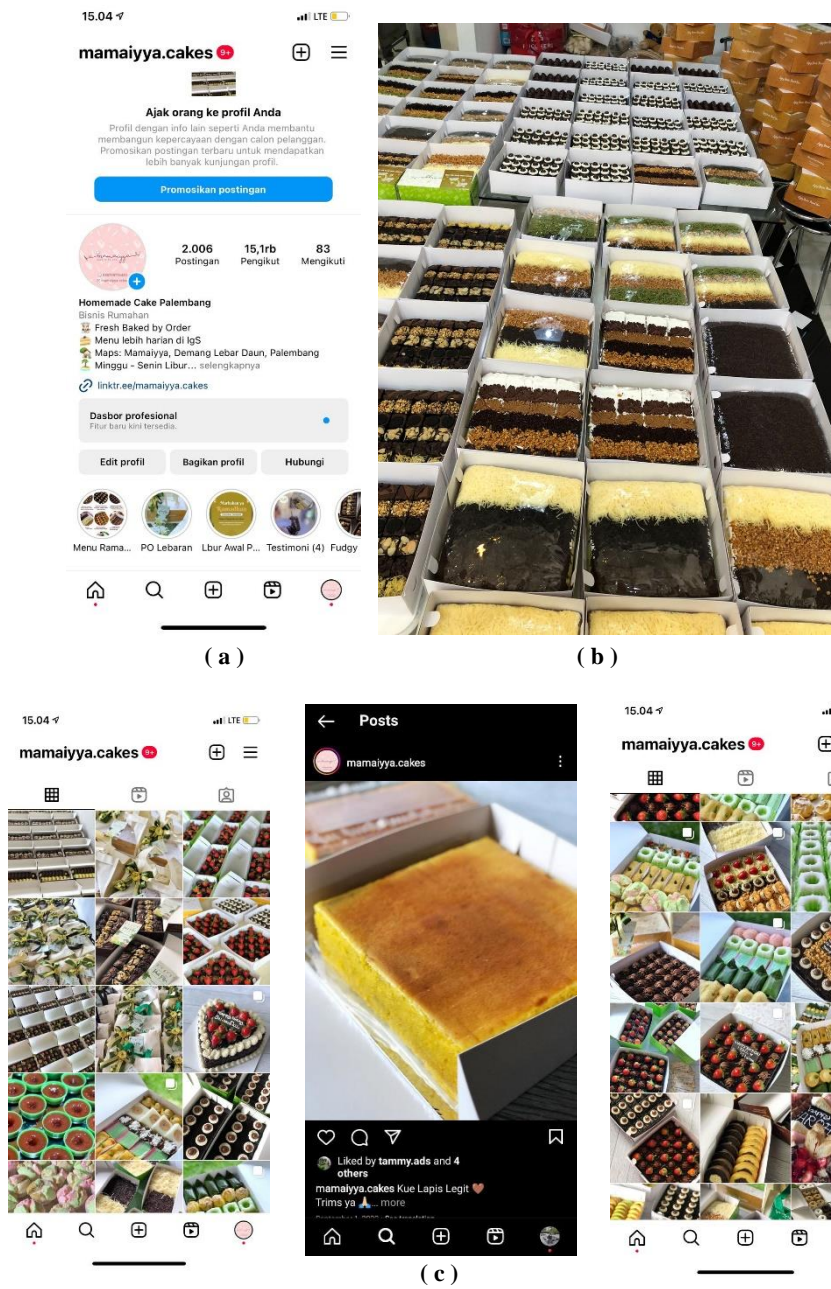 15.04
LTE
mamaiyya.cakes 9+
Ajak orang ke profil Anda
Profil dengan info lain seperti Anda membantu
membangun kepercayaan dengan calon pelanggan.
Promosikan postingan terbaru untuk mendapatkan
lebih banyak kunjungan profil.
Promosikan postingan
2.006 15,1rb 83
Postingan Pengikut Mengikuti
Homemade Cake Palembang
Bisnis Rumahan
Fresh Baked by Order
Menu lebih harian di IgS
Maps: Mamaiyya, Demang Lebar Daun, Palembang
Minggu - Senin Libur... selengkapnya
linktr.ee/mamaiyya.cakes
Dasbor profesional
Fitur baru kini tersedia.
Edit profil Bagikan profil Hubungi
Menu Rama... PO Lebaran Lbur Awal P... Testimoni (4) Fudgy
( a )
( b )
15.04
LTE
mamaiyya.cakes 9+
Posts
mamaiyya.cakes
Liked by tammy.ads and 4
others
mamaiyya.cakes Kue Lapis Legit
Trims ya ... more
15.04
mamaiyya.cakes 9+
( c )